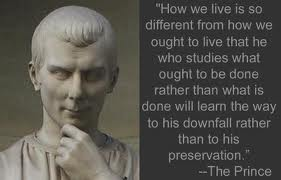 "How we live is so
different from how we
ought to live that he
who studies what
ought to be done
rather than what is
done will learn the way
to his downfall rather
than to his
preservation."
--The Prince